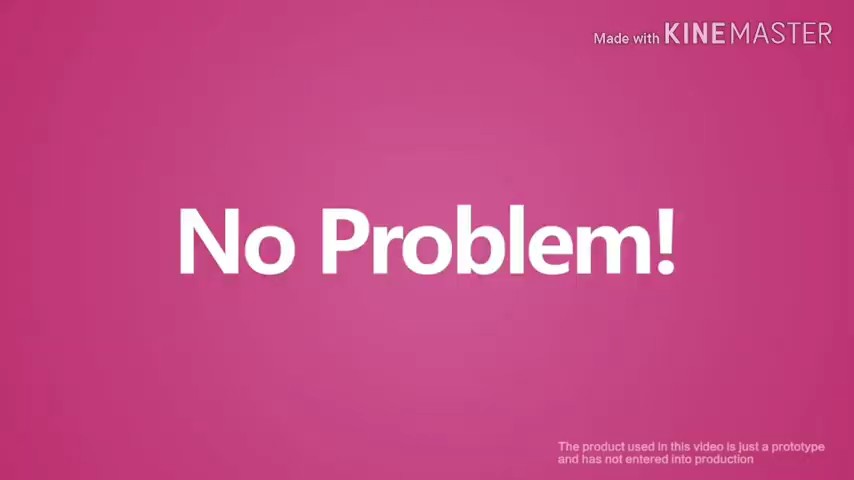 Made with KINEMASTER
No Problem!
The product used in this video is just a prototype
and has not entered into production